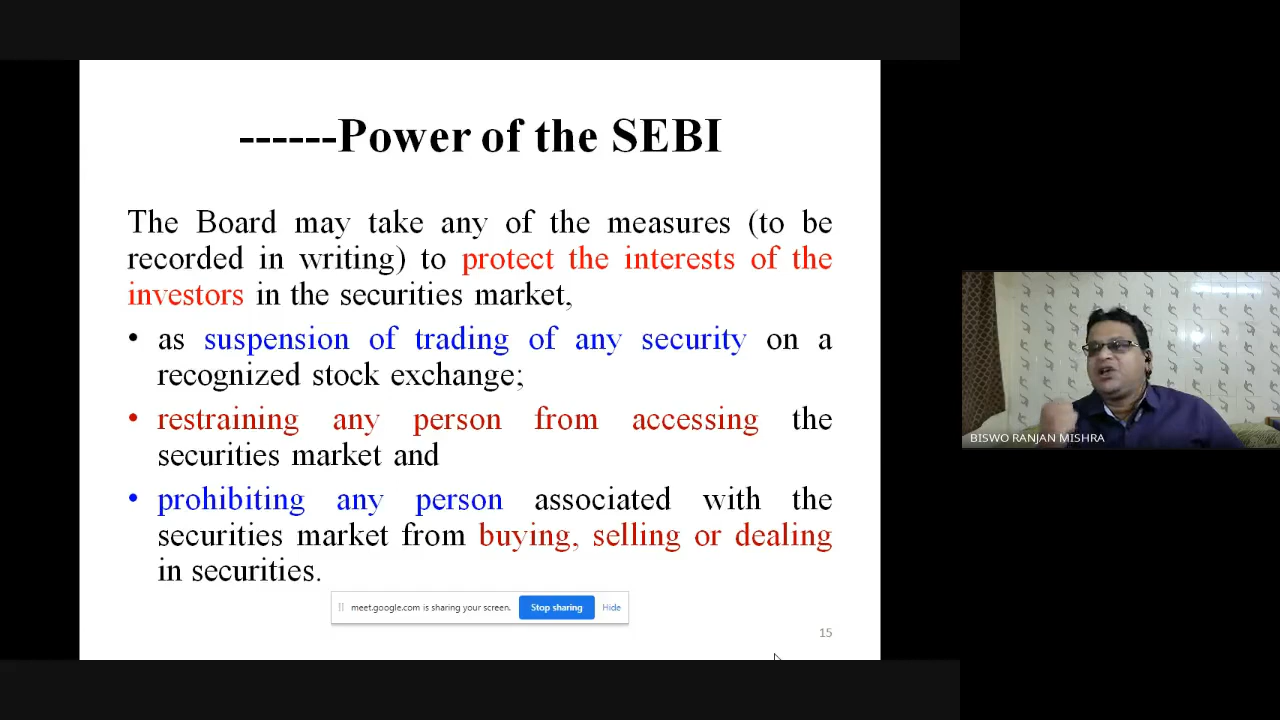 ------Power of the SEBI
The Board may take any of the measures (to be
recorded in writing) to protect the interests of the
investors in the securities market,
• as suspension of trading of any security on a
recognized stock exchange;
• restraining any person from accessing the
securities market and
• prohibiting any person associated with the
securities market from buying, selling or dealing
in securities.
meet.google.com is sharing your screen. Stop sharing Hide
15
BISWO RANJAN MISHRA